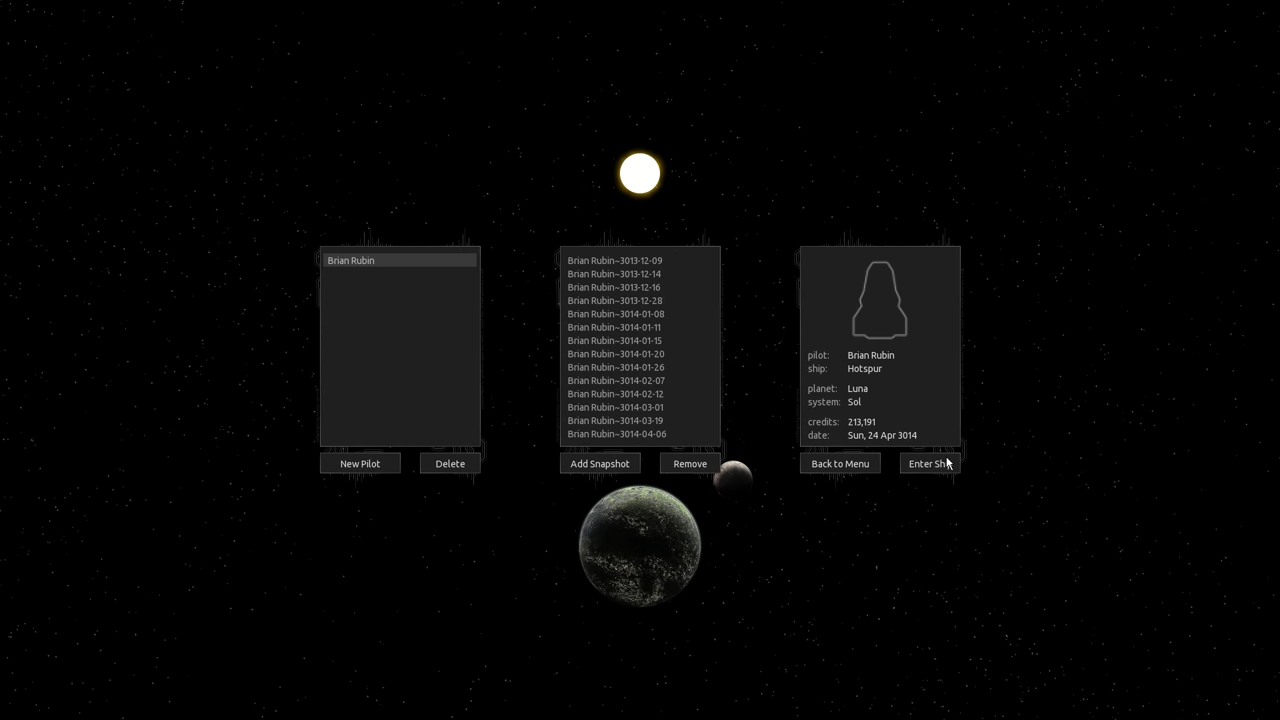 Brian Rubin
New Pilot
Delete
Brian Rubin~3013-12-09
Brian Rubin~3013-12-14
Brian Rubin~3013-12-16
Brian Rubin~3013-12-28
Brian Rubin~3014-01-08
Brian Rubin~3014-01-11
Brian Rubin~3014-01-15
Brian Rubin~3014-01-20
Brian Rubin~3014-01-26
Brian Rubin~3014-02-07
Brian Rubin~3014-02-12
Brian Rubin~3014-03-01
Brian Rubin~3014-03-19
Brian Rubin~3014-04-06
Add Snapshot
Remove
pilot: Brian Rubin
ship: Hotspur
planet: Luna
system: Sol
credits: 213,191
date: Sun, 24 Apr 3014
Back to Menu
Enter